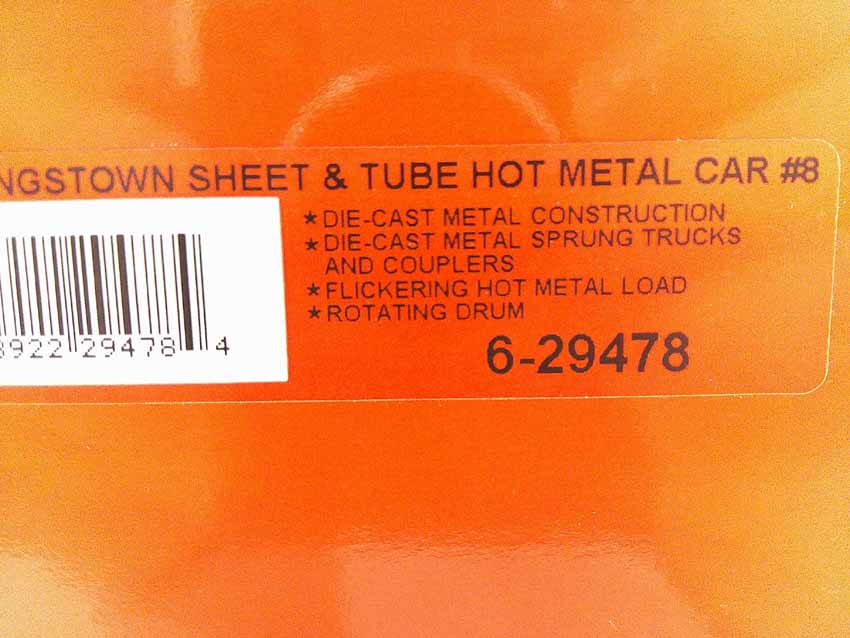 NGSTOWN SHEET & TUBE HOT METAL CAR #8
★DIE-CAST METAL CONSTRUCTION
★DIE-CAST METAL SPRUNG TRUCKS
AND COUPLERS
★FLICKERING HOT METAL LOAD
★ROTATING DRUM
6-29478
3922 29478 4